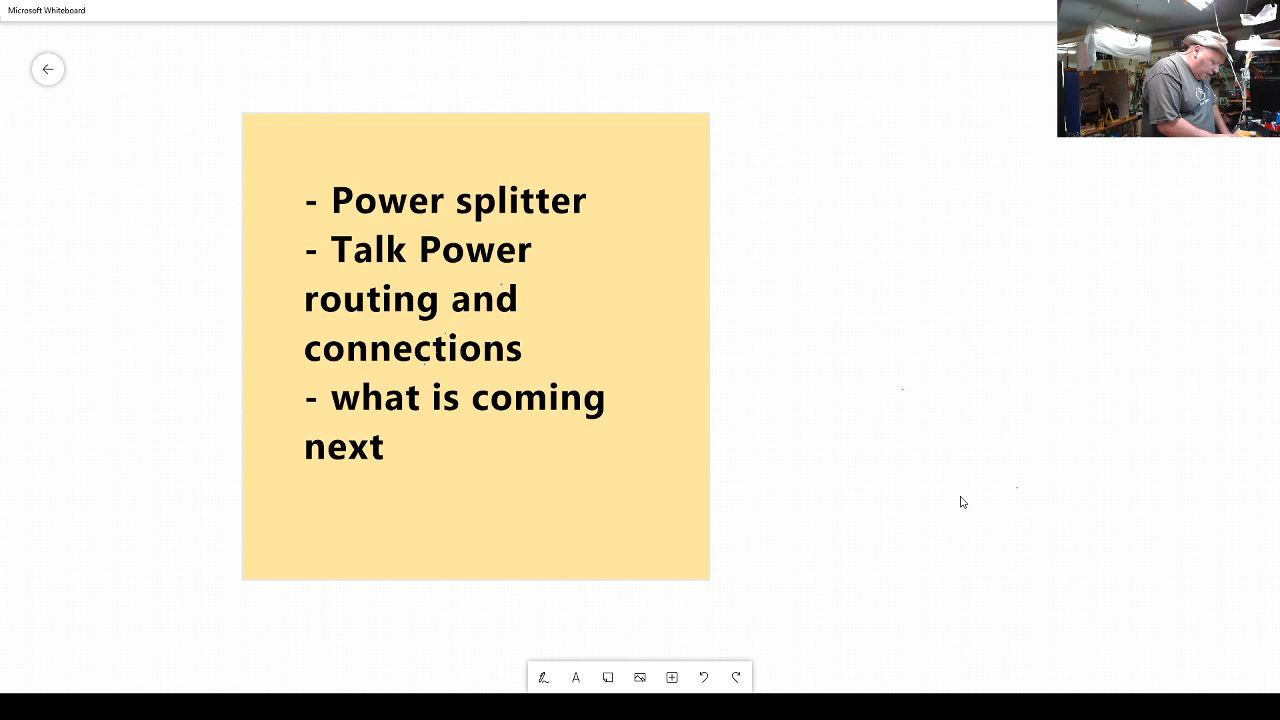 Microsoft Whiteboard
- Power splitter
- Talk Power
routing and
connections
- what is coming
next